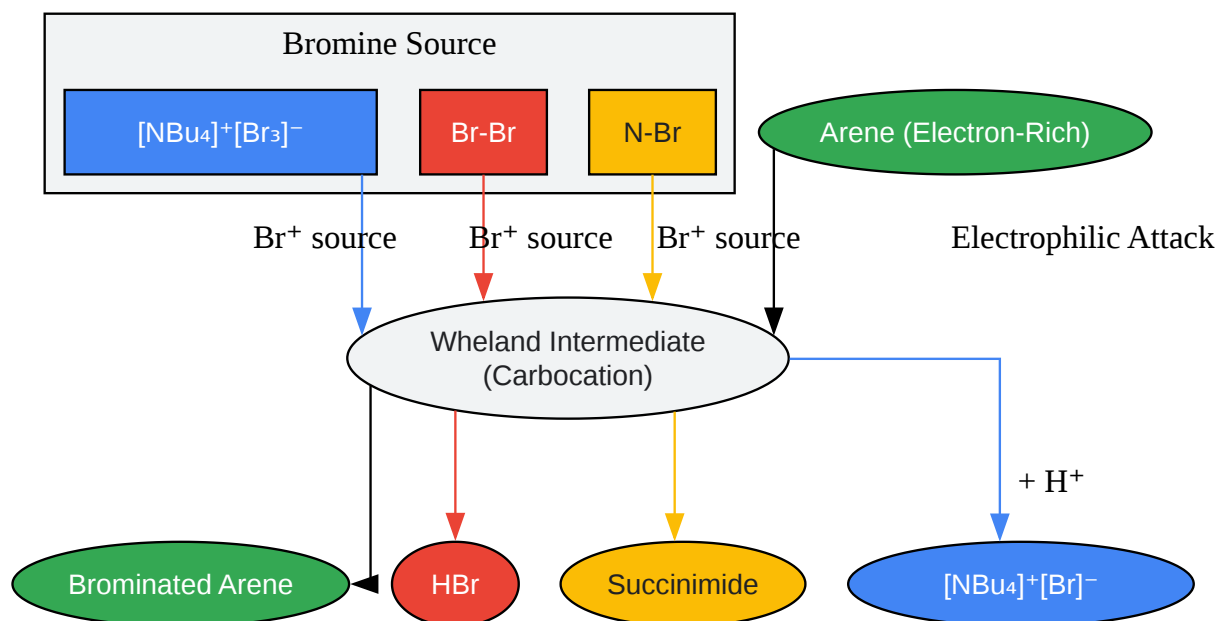 Bromine Source
[NBu₄]⁺[Br₃]⁻
Br-Br
N-Br
Arene (Electron-Rich)
Br⁺ source
Br⁺ source
Br⁺ source
Electrophilic Attack
Wheland Intermediate
(Carbocation)
+ H⁺
Brominated Arene
HBr
Succinimide
[NBu₄]⁺[Br]⁻